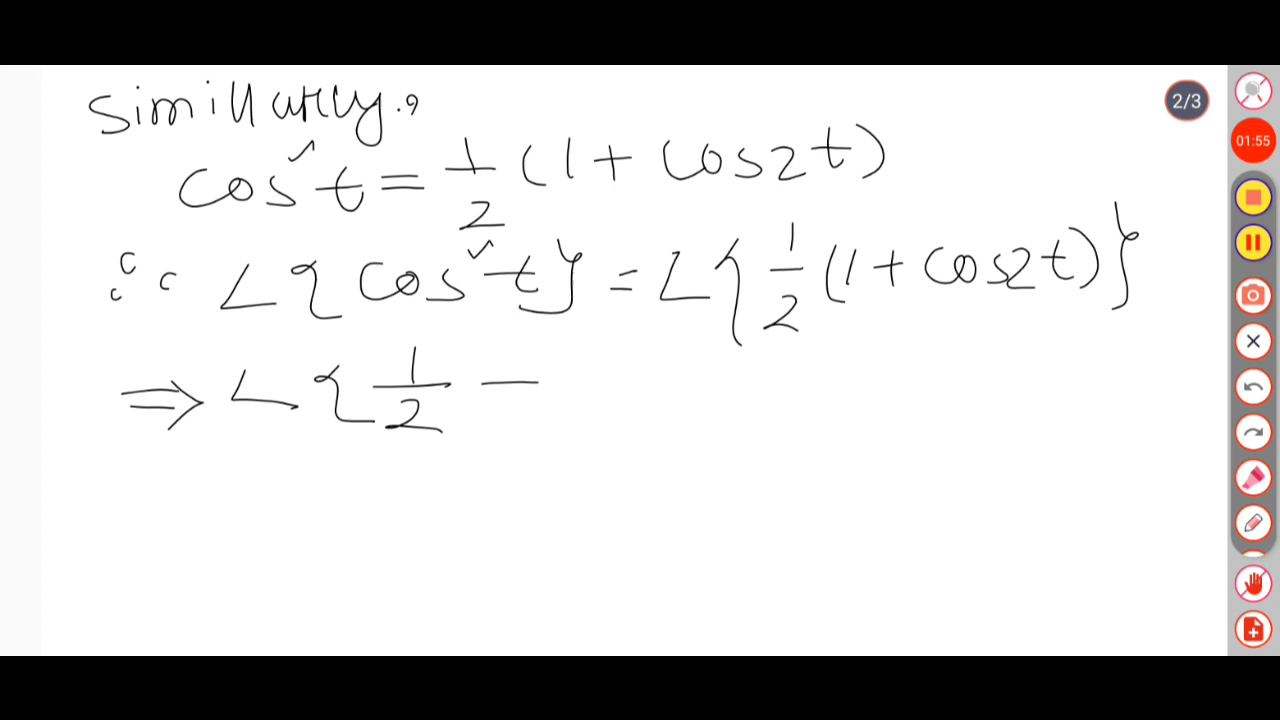 Simillarly,
2/3
01:55
cos²t = 1/2 (1 + cos2t)
∴ L{cos²t} = L{1/2 (1 + cos2t)}
⇒ L{1/2 –